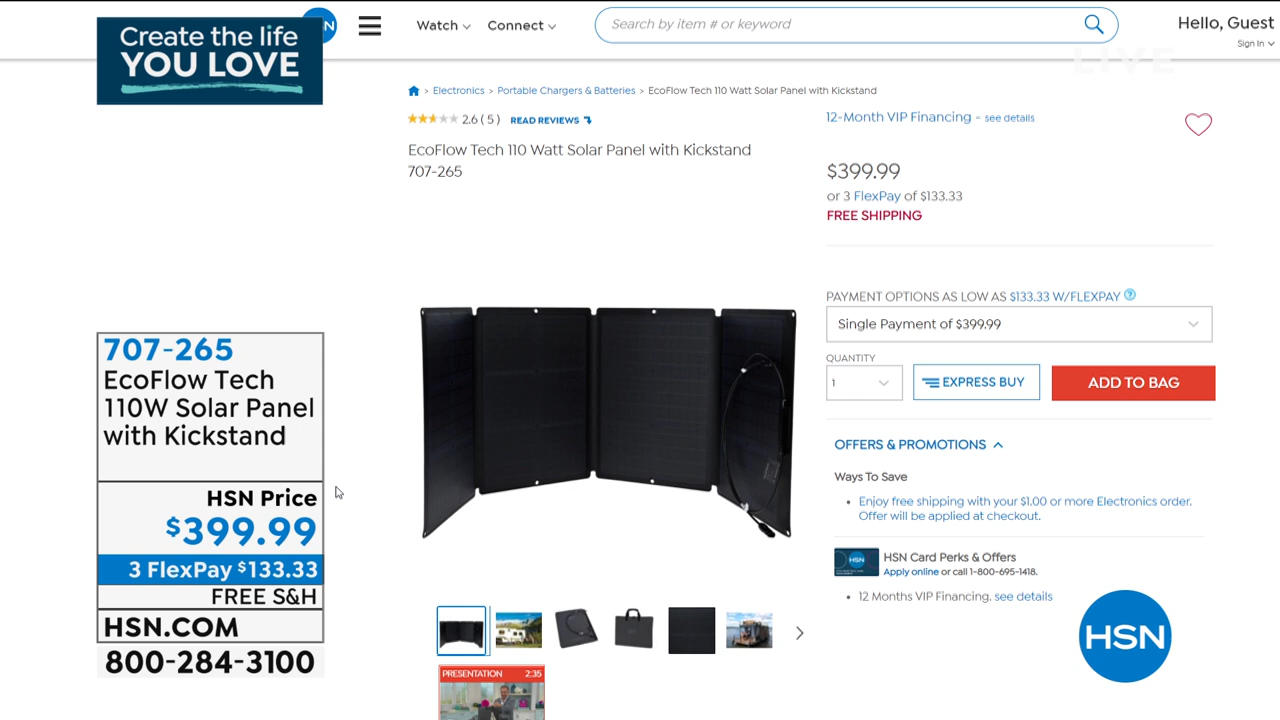 Create the life
YOU LOVE
N
Watch
Connect
Search by item # or keyword
Hello, Guest
Sign In
LIVE
Electronics > Portable Chargers & Batteries > EcoFlow Tech 110 Watt Solar Panel with Kickstand
2.6 ( 5 ) READ REVIEWS
EcoFlow Tech 110 Watt Solar Panel with Kickstand
707-265
12-Month VIP Financing - see details
$399.99
or 3 FlexPay of $133.33
FREE SHIPPING
PAYMENT OPTIONS AS LOW AS $133.33 W/FLEXPAY ?
Single Payment of $399.99
QUANTITY
1
EXPRESS BUY
ADD TO BAG
OFFERS & PROMOTIONS
Ways To Save
• Enjoy free shipping with your $1.00 or more Electronics order.
Offer will be applied at checkout.
HSN
HSN Card Perks & Offers
Apply online or call 1-800-695-1418.
• 12 Months VIP Financing. see details
HSN
707-265
EcoFlow Tech
110W Solar Panel
with Kickstand
HSN Price
$399.99
3 FlexPay $133.33
FREE S&H
HSN.COM
800-284-3100
PRESENTATION 2:35